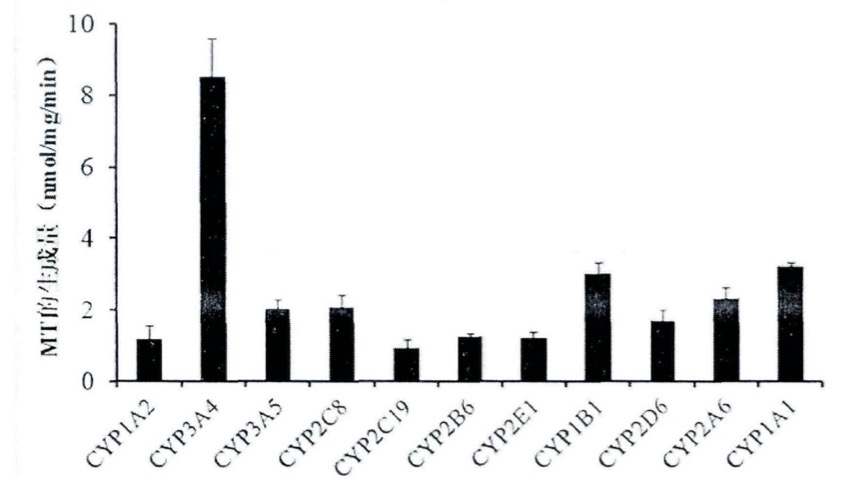 MT的生成量（nmol/mg/min）
10
8
6
4
2
0
CYP1A2
CYP3A4
CYP3A5
CYP2C8
CYP2C19
CYP2B6
CYP2E1
CYP1B1
CYP2D6
CYP2A6
CYP1A1